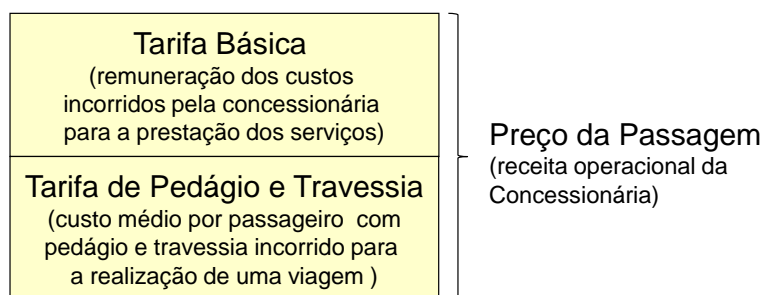 Tarifa Básica
(remuneração dos custos
incorridos pela concessionária
para a prestação dos serviços)
Tarifa de Pedágio e Travessia
(custo médio por passageiro com
pedágio e travessia incorrido para
a realização de uma viagem )
Preço da Passagem
(receita operacional da
Concessionária)